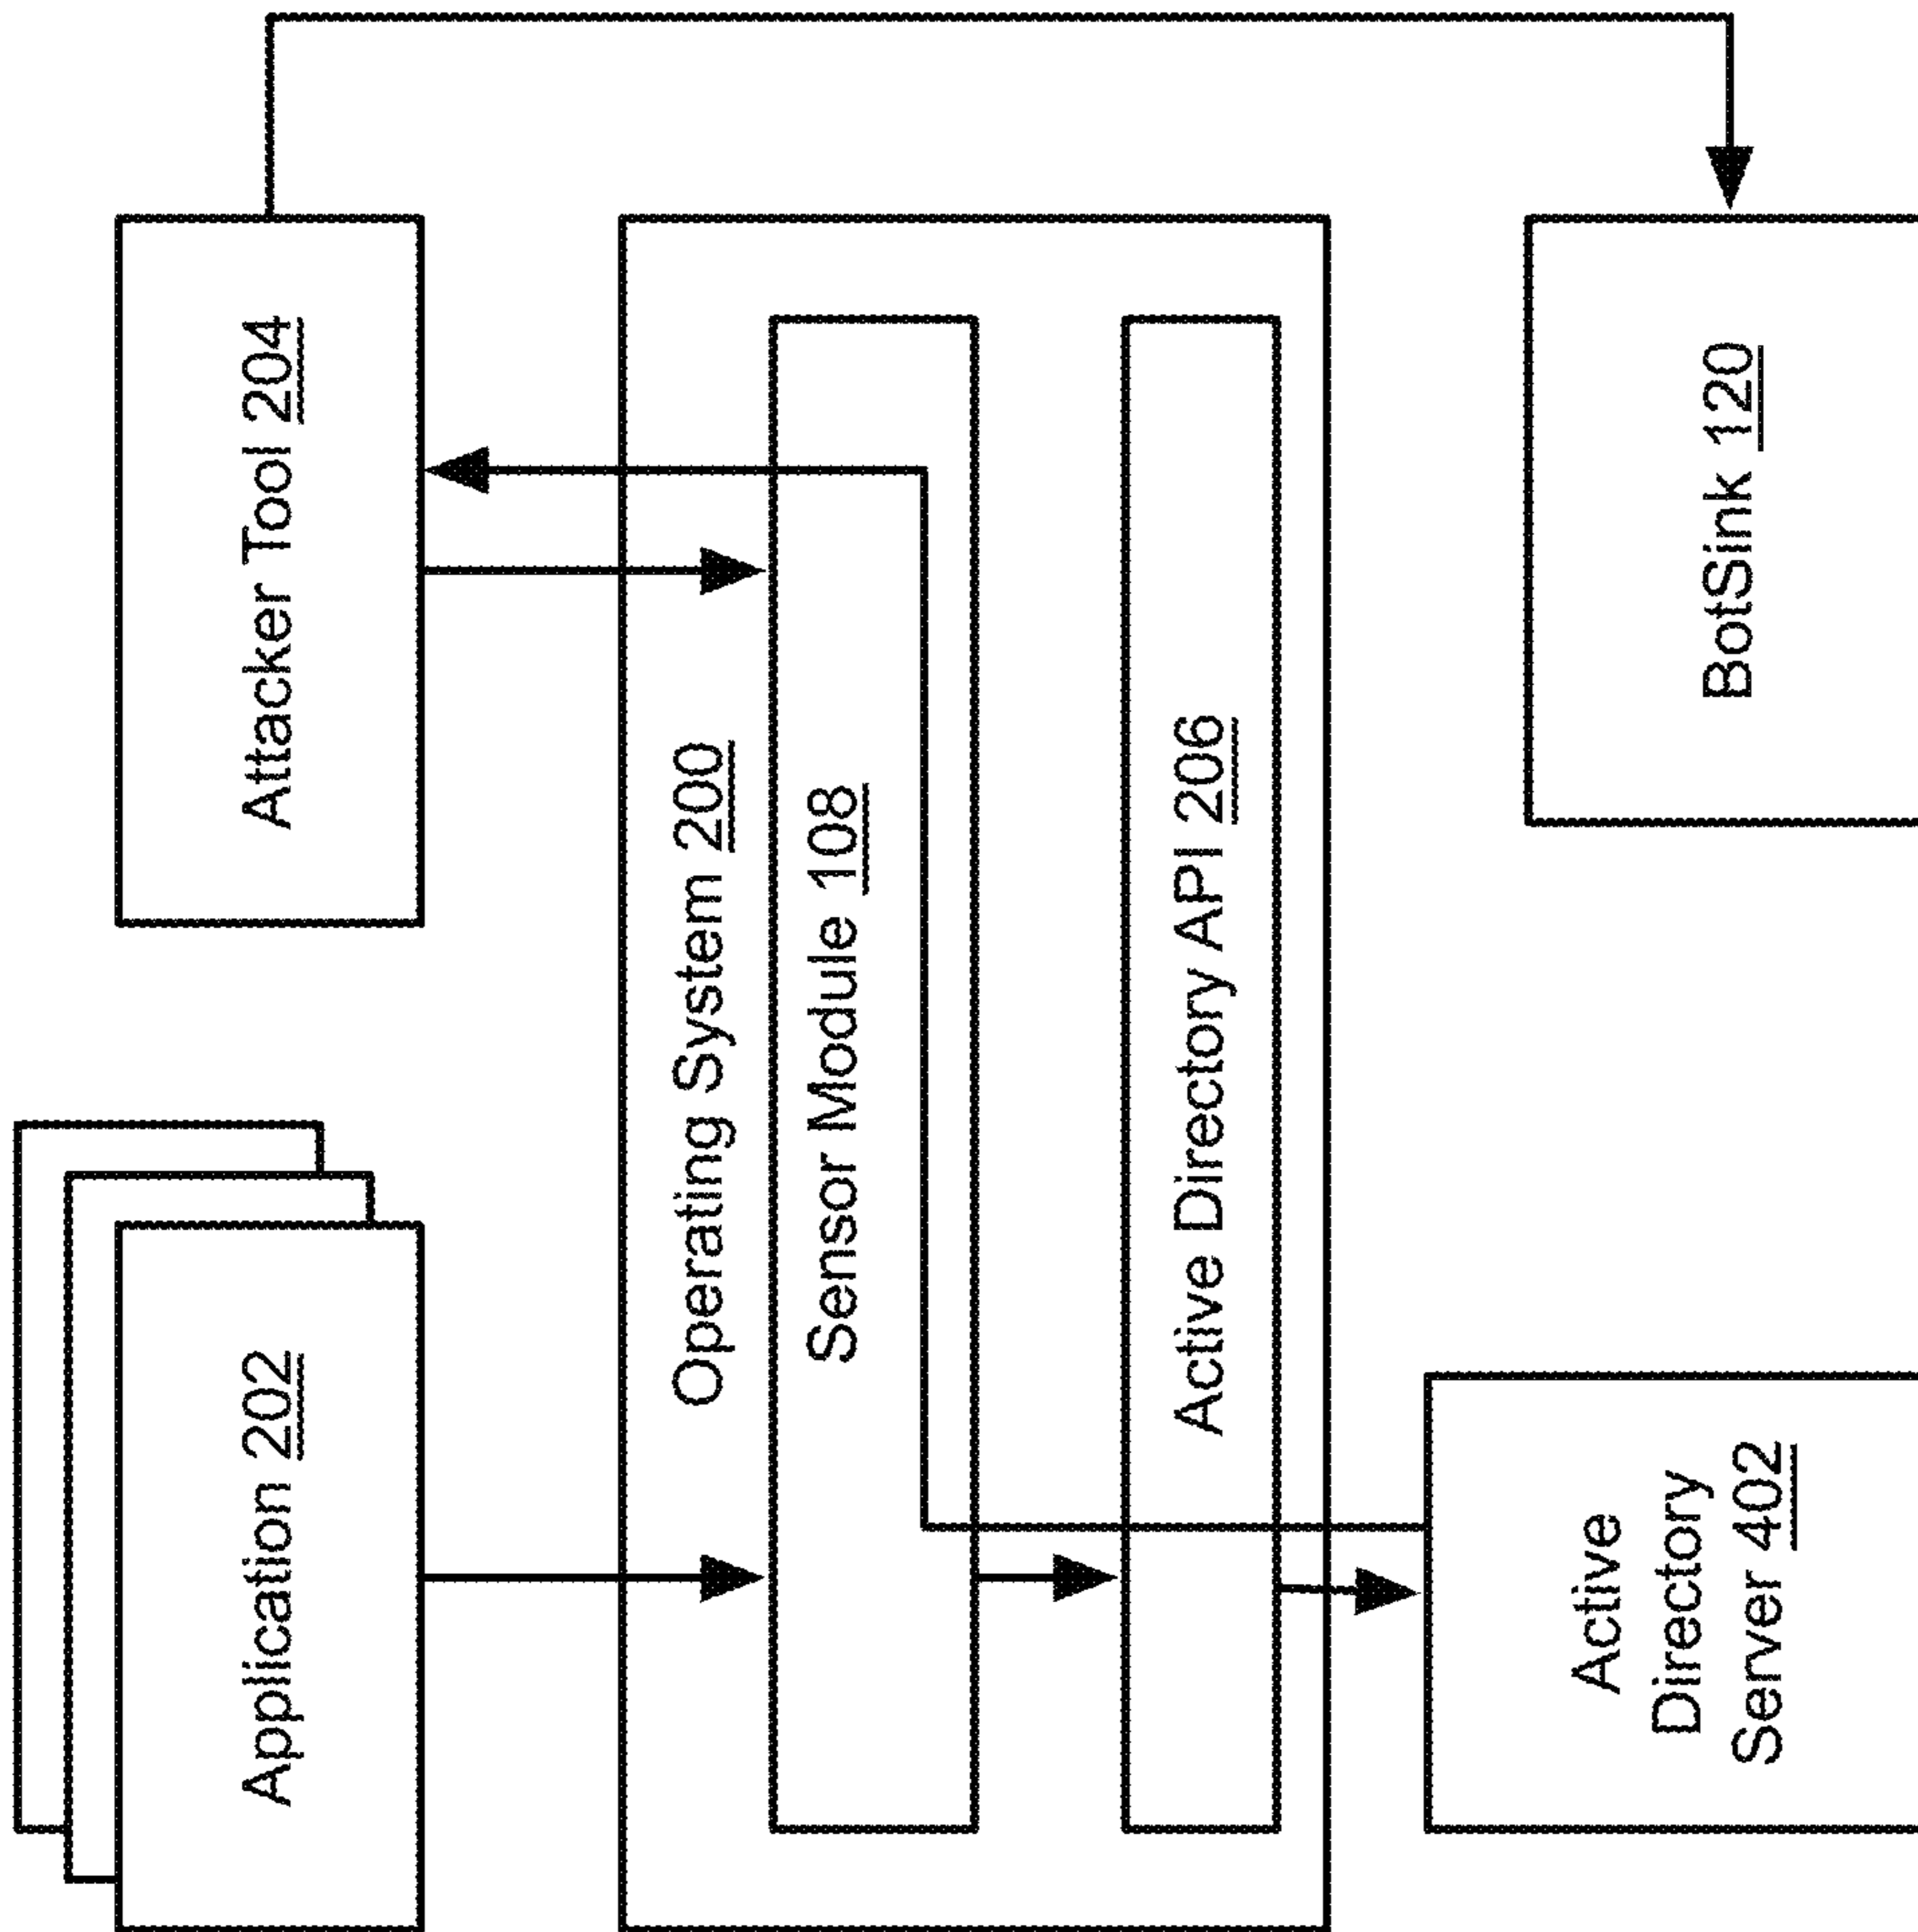 Application 202
Attacker Tool 204
Operating System 200
Sensor Module 108
Active Directory API 206
Active
Directory
Server 402
BotSink 120